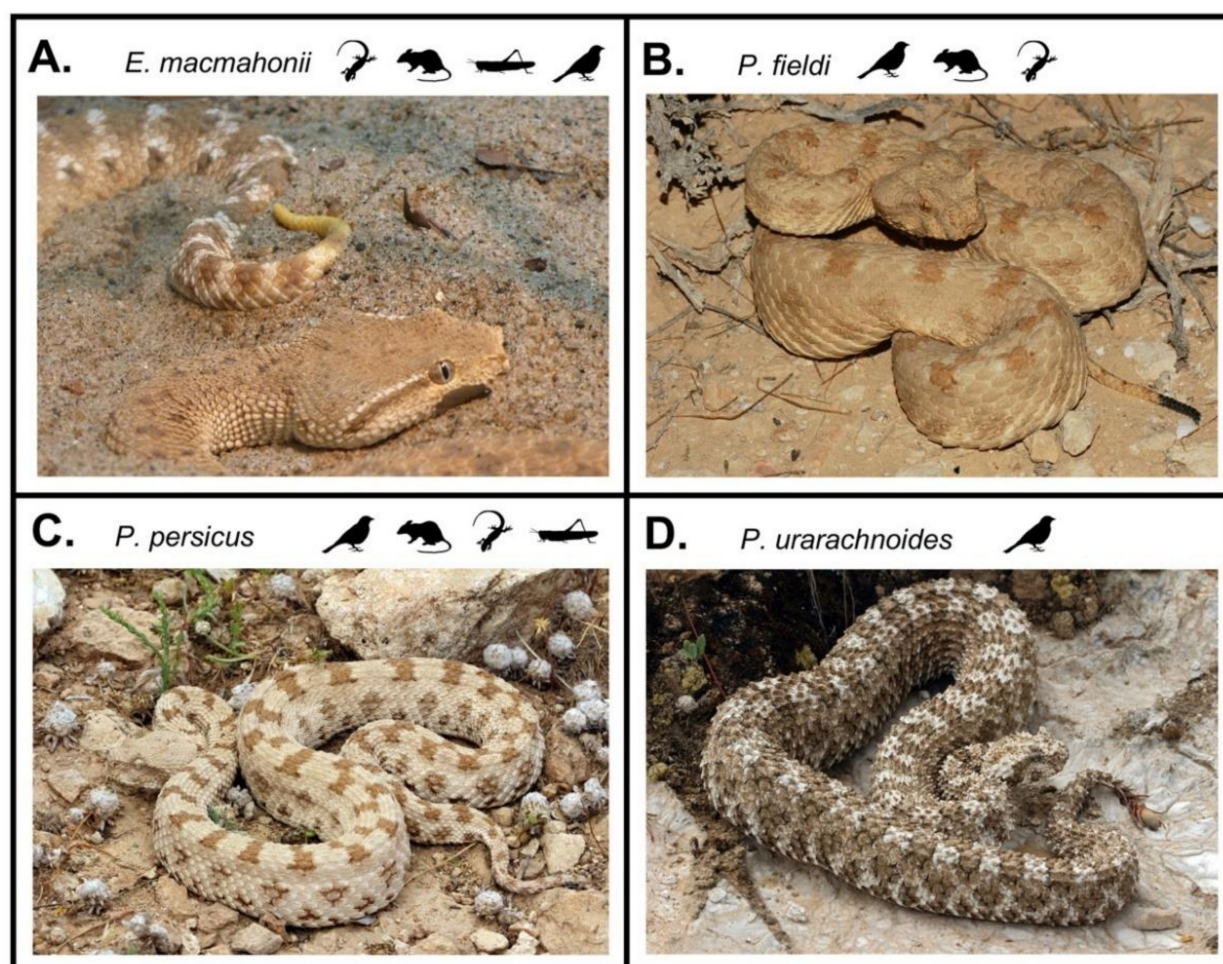 A. E. macmahonii
B. P. fieldi
C. P. persicus
D. P. urarachnoides